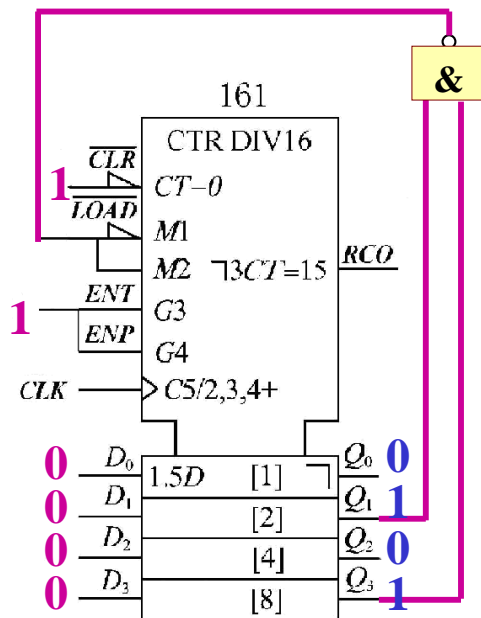 &
161
CTR DIV16
CLR
1 CT=0
LOAD
M1
M2 ⅂3CT=15 RCO
1 ENT G3
ENP G4
CLK C5/2,3,4+
0 D₀ 1.5D [1] ⅂ Q₀ 0
0 D₁ [2] Q₁ 1
0 D₂ [4] Q₂ 0
0 D₃ [8] Q₃ 1